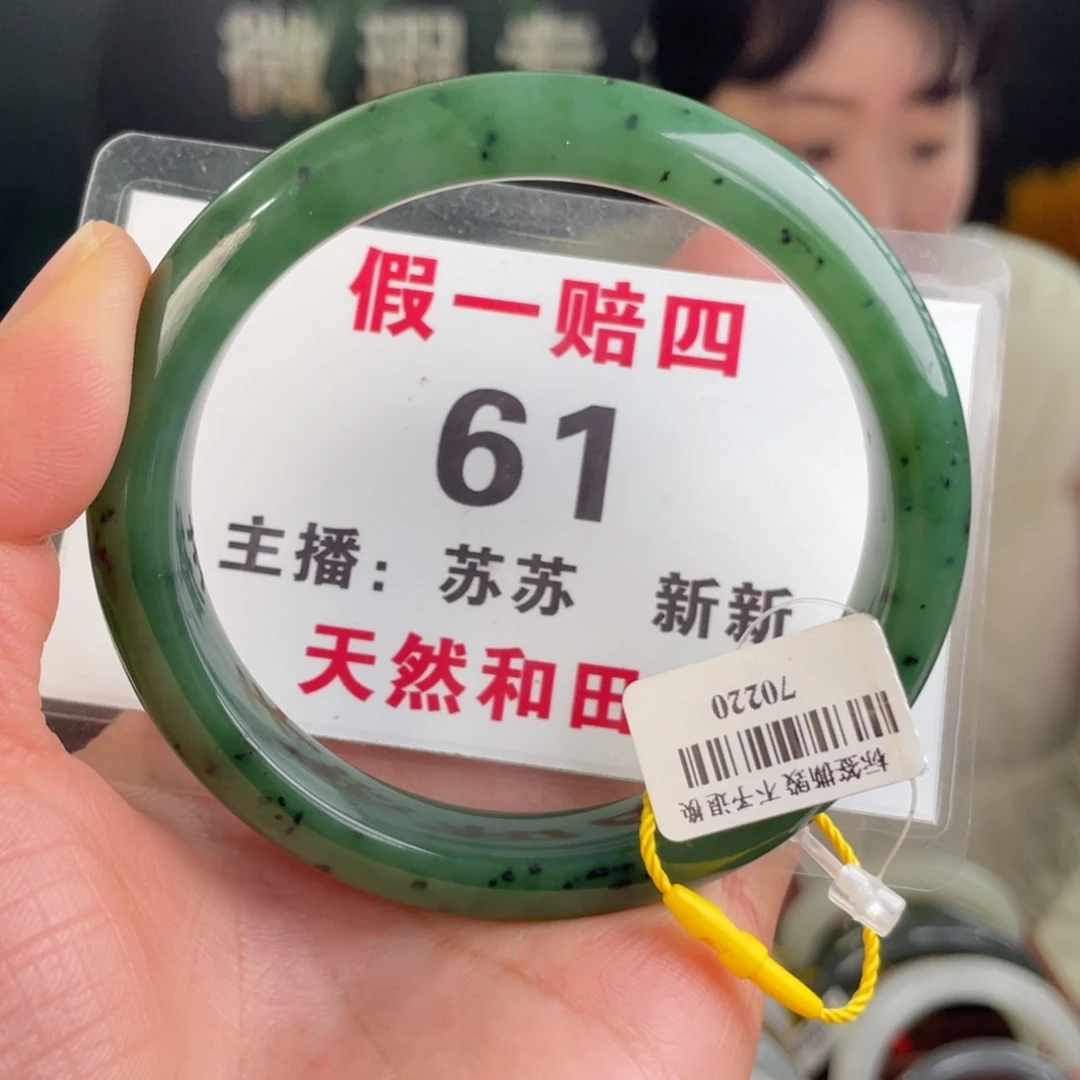 假一赔四
61
主播：苏苏 新新
天然和田
70220
标签撕毁不予退换